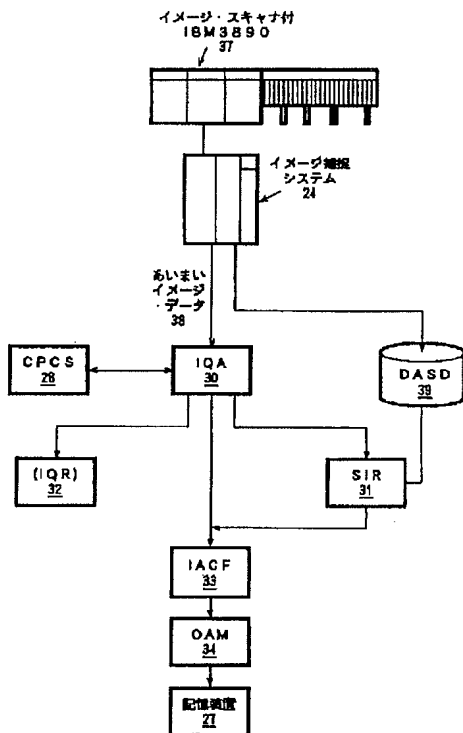 イメージ・スキャナ付
IBM3890
37
イメージ捕捉
システム
24
あいまい
イメージ
・データ
38
CPCS
28
IQA
30
DASD
39
(IQR)
32
SIR
31
IACF
33
OAM
34
記憶装置
27